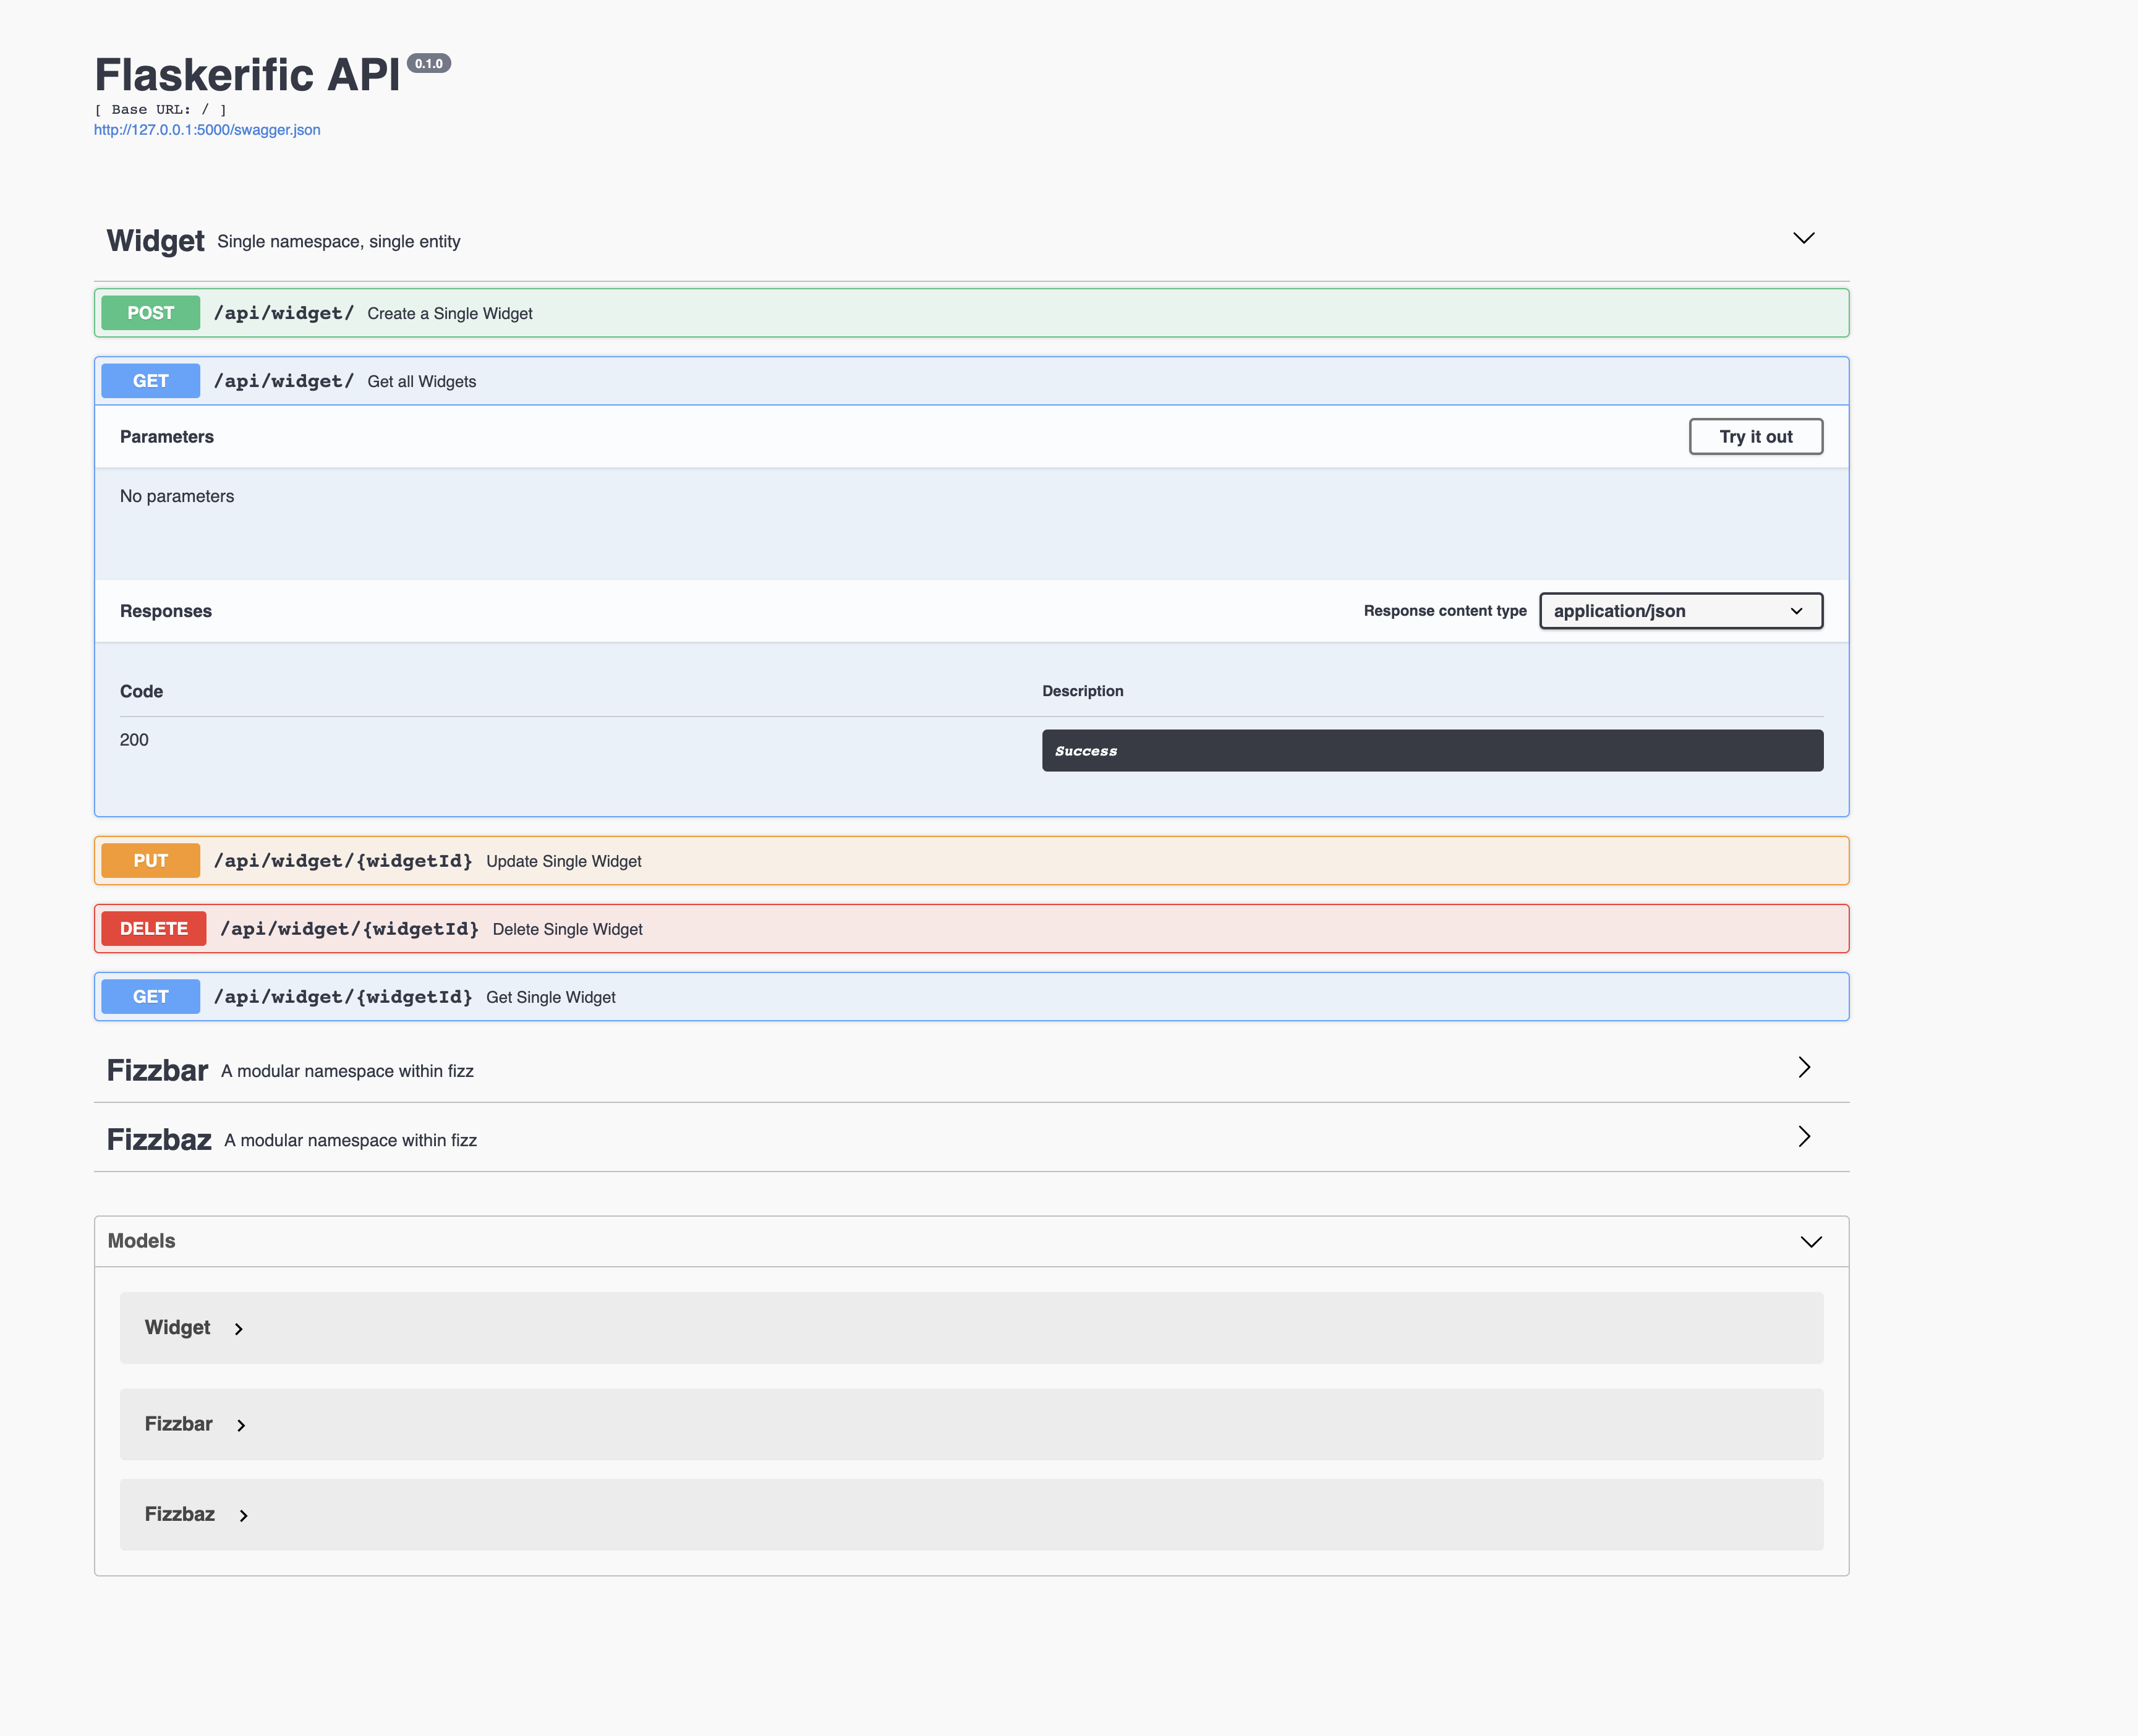 Flaskerific API 0.1.0
[ Base URL: / ]
http://127.0.0.1:5000/swagger.json
Widget Single namespace, single entity
POST /api/widget/ Create a Single Widget
GET /api/widget/ Get all Widgets
Parameters Try it out
No parameters
Responses Response content type application/json
Code Description
200 Success
PUT /api/widget/{widgetId} Update Single Widget
DELETE /api/widget/{widgetId} Delete Single Widget
GET /api/widget/{widgetId} Get Single Widget
Fizzbar A modular namespace within fizz
Fizzbaz A modular namespace within fizz
Models
Widget
Fizzbar
Fizzbaz